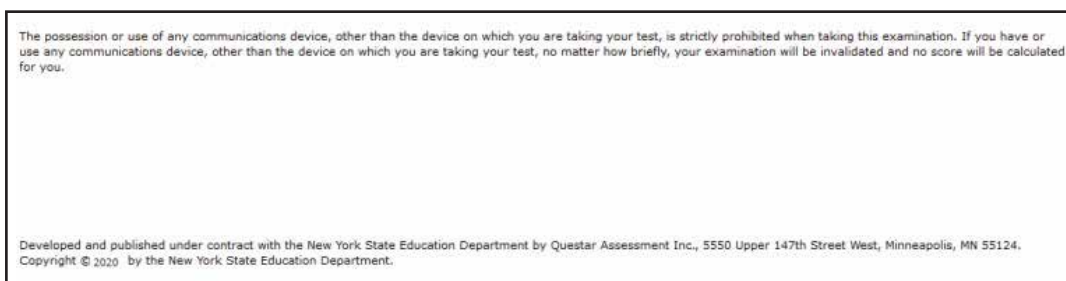 The possession or use of any communications device, other than the device on which you are taking your test, is strictly prohibited when taking this examination. If you have or
use any communications device, other than the device on which you are taking your test, no matter how briefly, your examination will be invalidated and no score will be calculated
for you.
Developed and published under contract with the New York State Education Department by Questar Assessment Inc., 5550 Upper 147th Street West, Minneapolis, MN 55124.
Copyright © 2020 by the New York State Education Department.